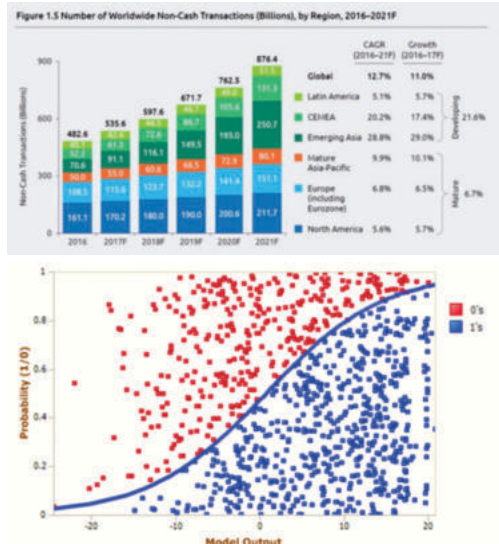 Figure 1.5 Number of Worldwide Non-Cash Transactions (Billions), by Region, 2016–2021F
CAGR Growth
(2016–21F) (2016–17F)
Global 12.7% 11.0%
Latin America 5.1% 5.7%
CEMEA 20.2% 17.4%
Emerging Asia 28.8% 29.0%
Mature Asia-Pacific 9.9% 10.1%
Europe (including Eurozone) 6.8% 6.5%
North America 5.6% 5.7%
Developing 21.6%
Mature 6.7%
Non-Cash Transactions (Billions)
900
600
300
0
482.6 535.6 597.6 671.7 762.5 876.4
70.6 91.1 116.1 149.5 193.0 250.7
50.0 55.0 60.6 66.5 72.9 80.1
108.5 115.6 123.7 132.2 141.4 151.1
161.1 170.2 180.0 190.0 200.6 211.7
2016 2017F 2018F 2019F 2020F 2021F
Probability (1/0)
1
0.8
0.6
0.4
0.2
0
-20 -10 0 10 20
Model Output
0's
1's